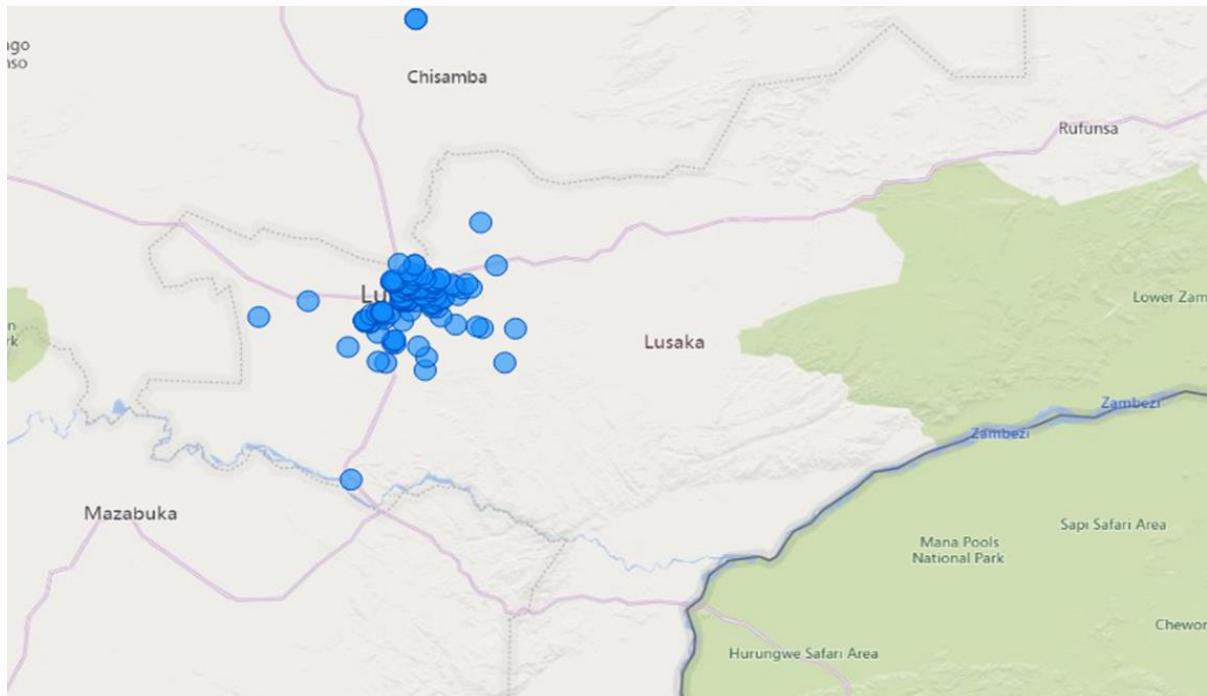 Chisamba
Rufunsa
Lower Zam
Lusaka
Zambezi
Zambezi
Mazabuka
Sapi Safari Area
Mana Pools
National Park
Hurungwe Safari Area
Chewor